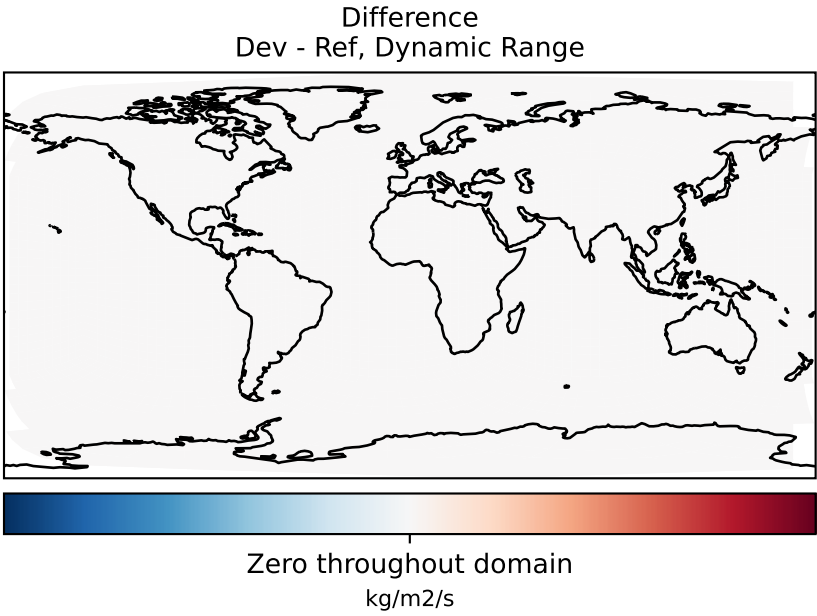 Difference
Dev - Ref, Dynamic Range
Zero throughout domain
kg/m2/s